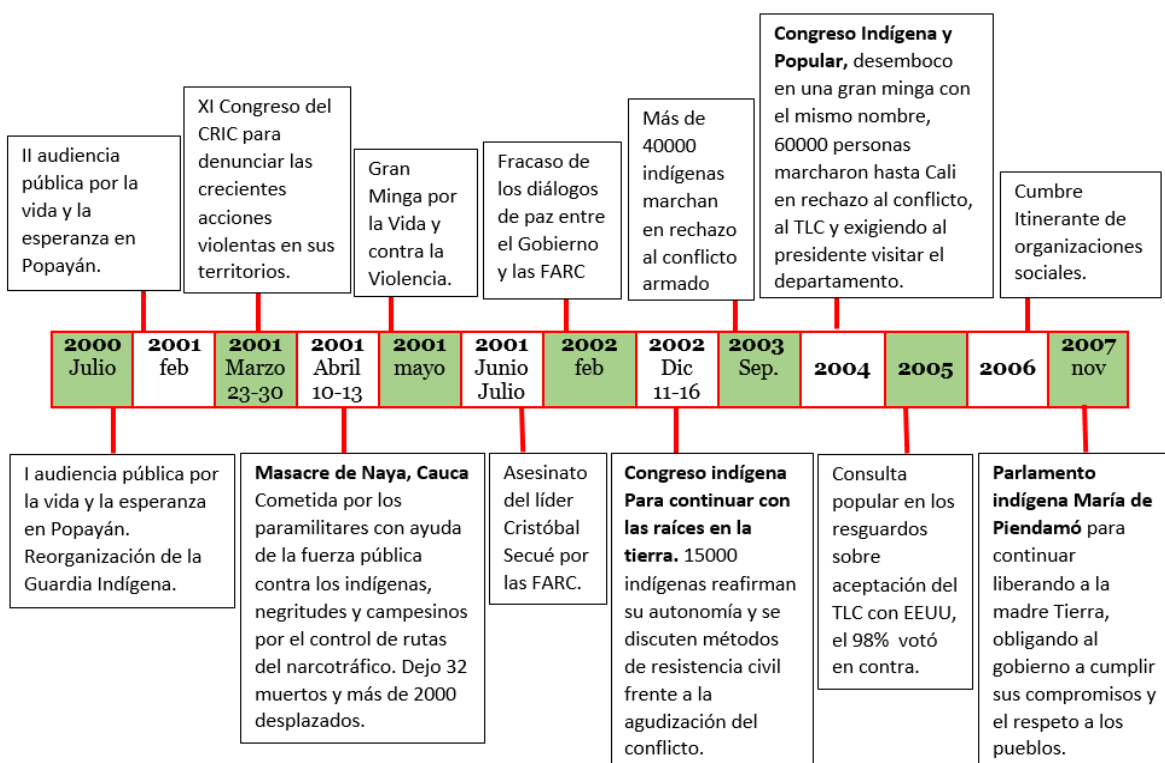 II audiencia
pública por la
vida y la
esperanza en
Popayán.
XI Congreso del
CRIC para
denunciar las
crecientes
acciones
violentas en sus
territorios.
Gran
Minga por
la Vida y
contra la
Violencia.
Fracaso de
los diálogos
de paz entre
el Gobierno
y las FARC
Más de
40000
indígenas
marchan
en rechazo
al conflicto
armado
Congreso Indígena y
Popular, desemboco
en una gran minga con
el mismo nombre,
60000 personas
marcharon hasta Cali
en rechazo al conflicto,
al TLC y exigiendo al
presidente visitar el
departamento.
Cumbre
Itinerante de
organizaciones
sociales.
2000
Julio
2001
feb
2001
Marzo
23-30
2001
Abril
10-13
2001
mayo
2001
Junio
Julio
2002
feb
2002
Dic
11-16
2003
Sep.
2004
2005
2006
2007
nov
I audiencia pública por
la vida y la esperanza
en Popayán.
Reorganización de la
Guardia Indígena.
Masacre de Naya, Cauca
Cometida por los
paramilitares con ayuda
de la fuerza pública
contra los indígenas,
negritudes y campesinos
por el control de rutas
del narcotráfico. Dejo 32
muertos y más de 2000
desplazados.
Asesinato
del líder
Cristóbal
Secué por
las FARC.
Congreso indígena
Para continuar con
las raíces en la
tierra. 15000
indígenas reafirman
su autonomía y se
discuten métodos
de resistencia civil
frente a la
agudización del
conflicto.
Consulta
popular en los
resguardos
sobre
aceptación del
TLC con EEUU,
el 98% votó
en contra.
Parlamento
indígena María de
Piendamó para
continuar
liberando a la
madre Tierra,
obligando al
gobierno a cumplir
sus compromisos y
el respeto a los
pueblos.